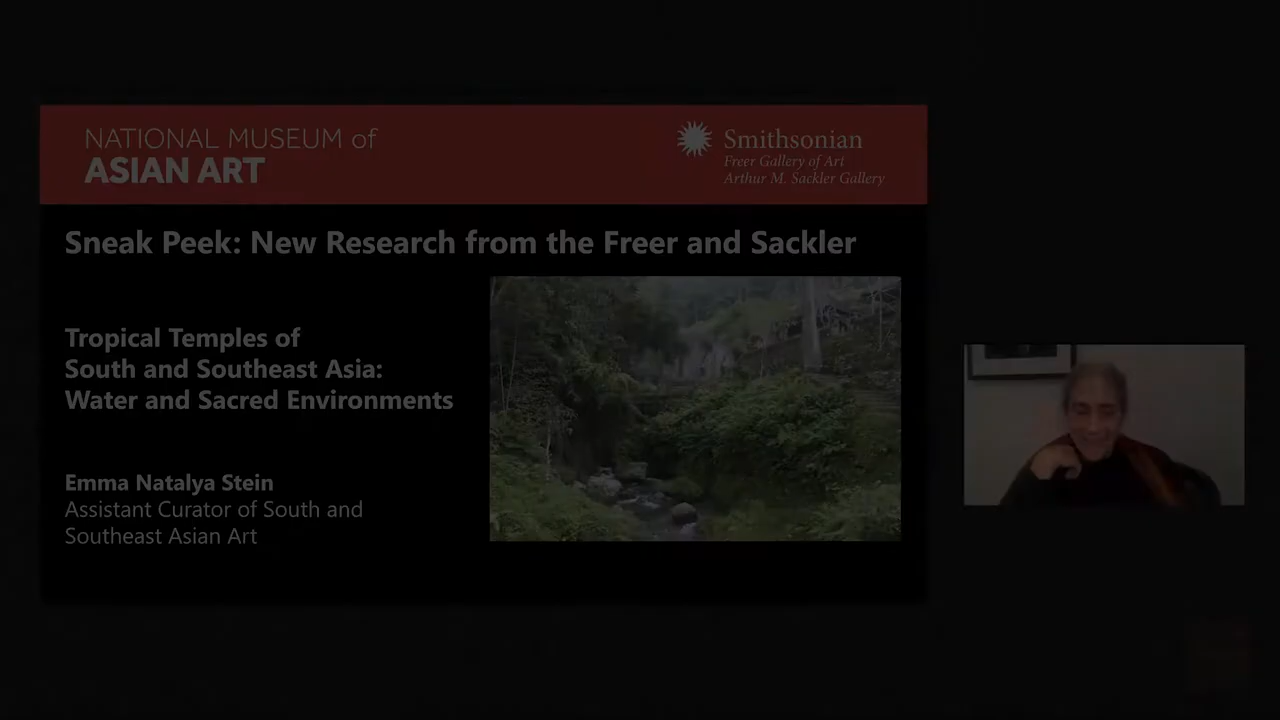 NATIONAL MUSEUM of
ASIAN ART
Smithsonian
Freer Gallery of Art
Arthur M. Sackler Gallery
Sneak Peek: New Research from the Freer and Sackler
Tropical Temples of
South and Southeast Asia:
Water and Sacred Environments
Emma Natalya Stein
Assistant Curator of South and
Southeast Asian Art